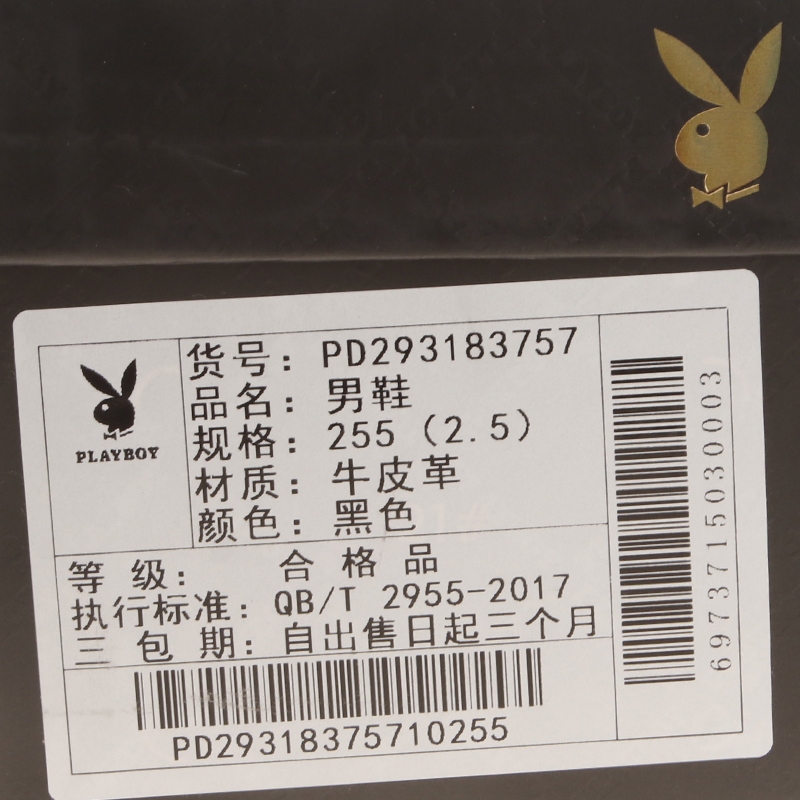 PLAYBOY
货号：PD293183757
品名：男鞋
规格：255（2.5）
材质：牛皮革
颜色：黑色
等 级： 合 格 品
执行标准：QB/T 2955-2017
三 包 期：自出售日起三个月
PD29318375710255
6973715030003